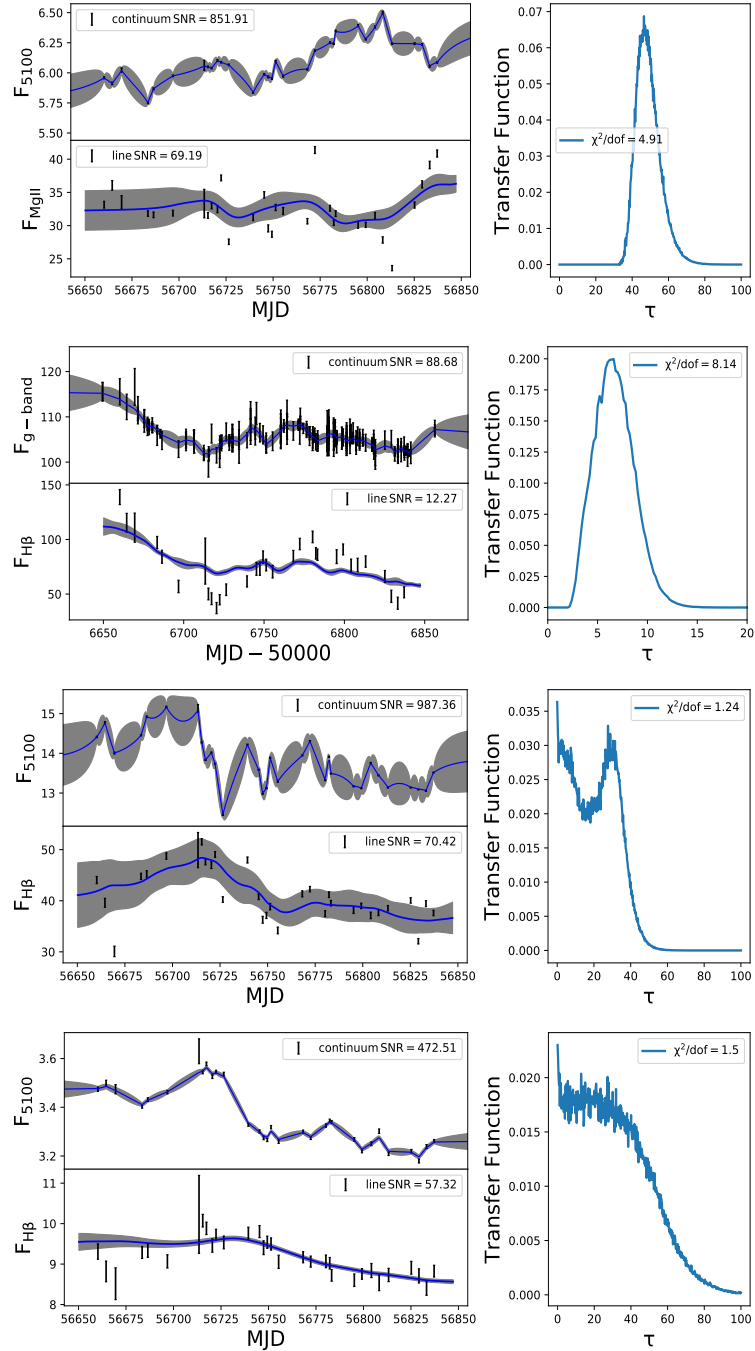 continuum SNR = 851.91
F5100
6.50
6.25
6.00
5.75
5.50
line SNR = 69.19
FMgII
40
35
30
25
56650 56675 56700 56725 56750 56775 56800 56825 56850
MJD
Transfer Function
0.07
0.06
0.05
0.04
0.03
0.02
0.01
0.00
χ²/dof = 4.91
0 20 40 60 80 100
τ
continuum SNR = 88.68
Fg−band
120
110
100
line SNR = 12.27
FHβ
150
100
50
6650 6700 6750 6800 6850
MJD − 50000
Transfer Function
0.200
0.175
0.150
0.125
0.100
0.075
0.050
0.025
0.000
χ²/dof = 8.14
0 5 10 15 20
τ
continuum SNR = 987.36
F5100
15
14
13
line SNR = 70.42
FHβ
50
40
30
56650 56675 56700 56725 56750 56775 56800 56825 56850
MJD
Transfer Function
0.035
0.030
0.025
0.020
0.015
0.010
0.005
0.000
χ²/dof = 1.24
0 20 40 60 80 100
τ
continuum SNR = 472.51
F5100
3.6
3.4
3.2
line SNR = 57.32
FHβ
11
10
9
8
56650 56675 56700 56725 56750 56775 56800 56825 56850
MJD
Transfer Function
0.020
0.015
0.010
0.005
0.000
χ²/dof = 1.5
0 20 40 60 80 100
τ